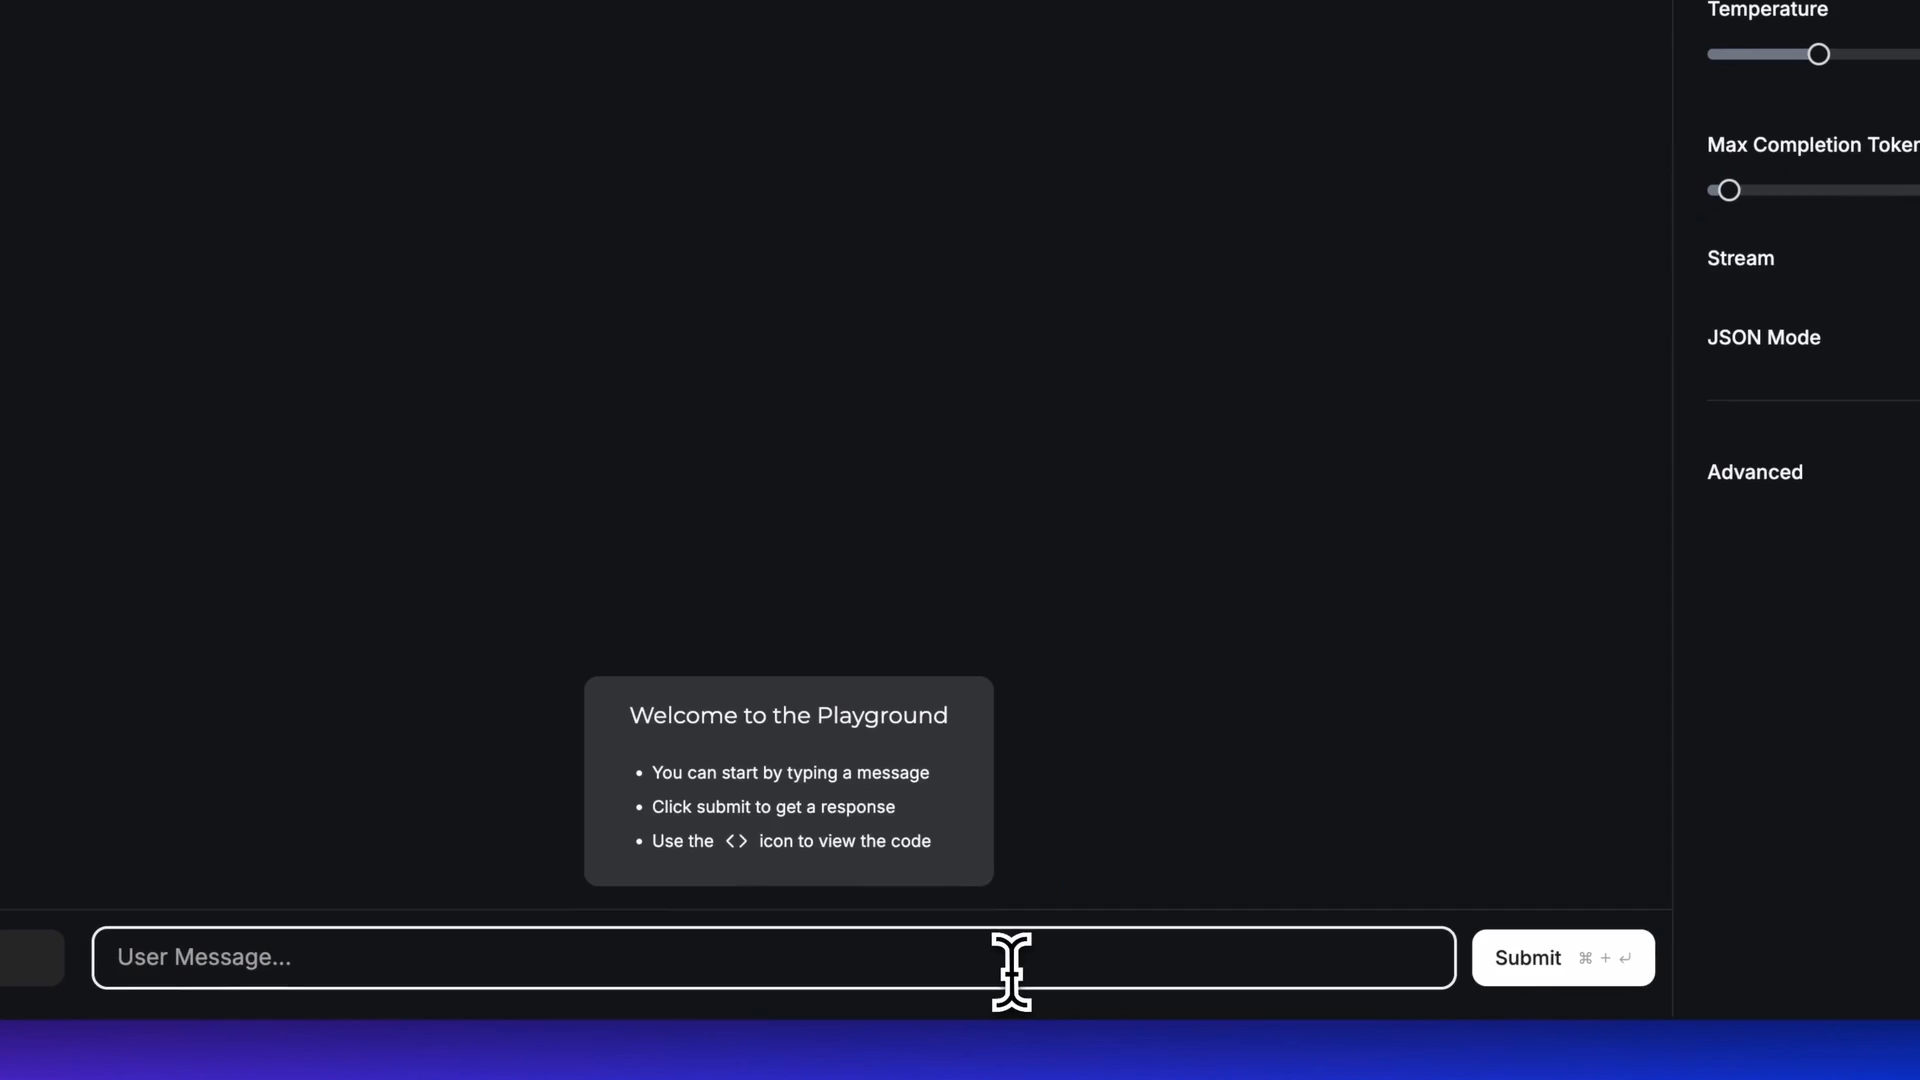 Temperature
Max Completion Token
Stream
JSON Mode
Advanced
Welcome to the Playground
• You can start by typing a message
• Click submit to get a response
• Use the <> icon to view the code
User Message...
Submit ⌘ + ↵